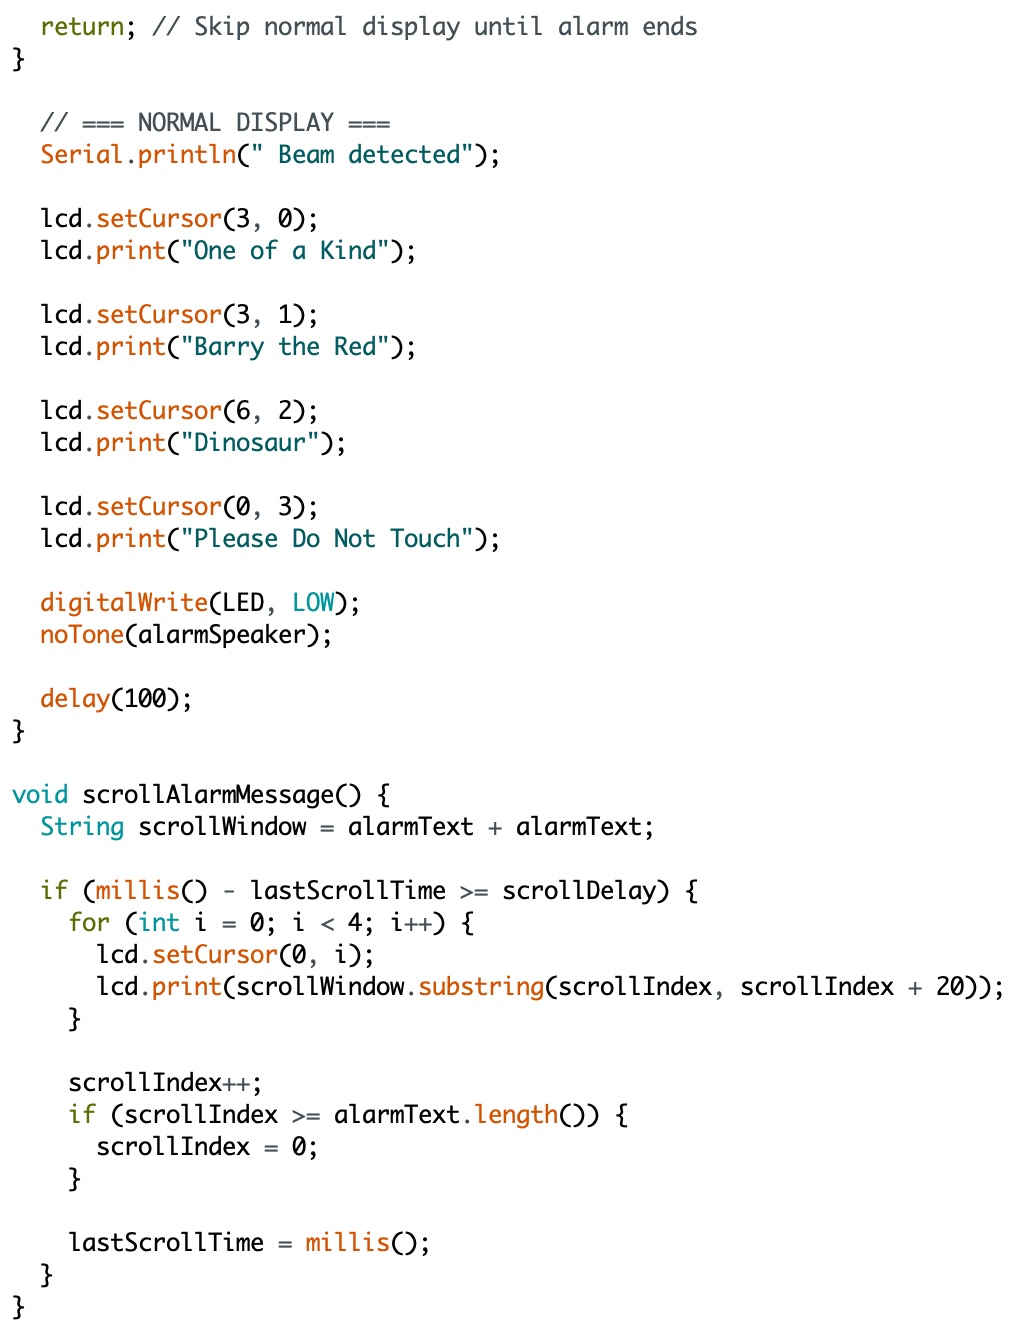 return; // Skip normal display until alarm ends
}
// === NORMAL DISPLAY ===
Serial.println(" Beam detected");
lcd.setCursor(3, 0);
lcd.print("One of a Kind");
lcd.setCursor(3, 1);
lcd.print("Barry the Red");
lcd.setCursor(6, 2);
lcd.print("Dinosaur");
lcd.setCursor(0, 3);
lcd.print("Please Do Not Touch");
digitalWrite(LED, LOW);
noTone(alarmSpeaker);
delay(100);
}
void scrollAlarmMessage() {
String scrollWindow = alarmText + alarmText;
if (millis() - lastScrollTime >= scrollDelay) {
for (int i = 0; i < 4; i++) {
lcd.setCursor(0, i);
lcd.print(scrollWindow.substring(scrollIndex, scrollIndex + 20));
}
scrollIndex++;
if (scrollIndex >= alarmText.length()) {
scrollIndex = 0;
}
lastScrollTime = millis();
}
}